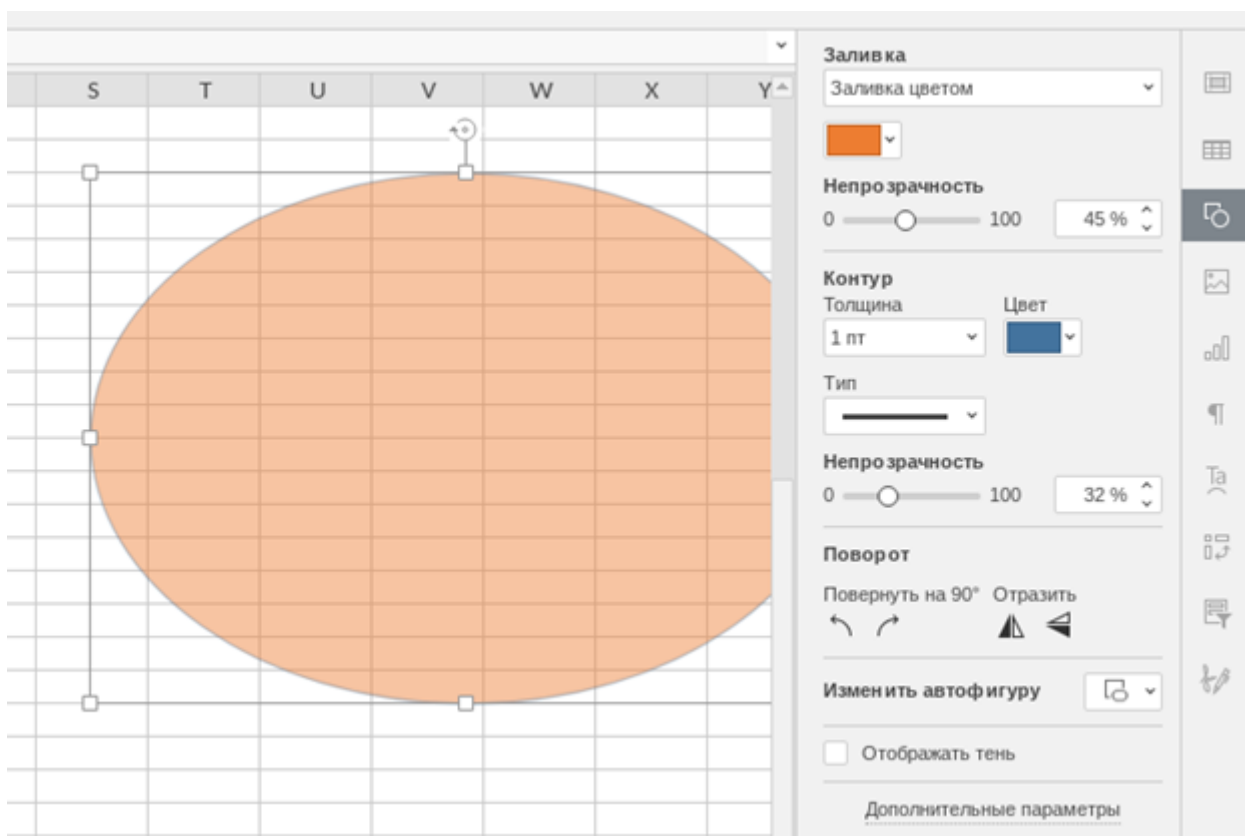 S T U V W X Y
Заливка
Заливка цветом
Непрозрачность
0 100 45 %
Контур
Толщина Цвет
1 пт
Тип
Непрозрачность
0 100 32 %
Поворот
Повернуть на 90° Отразить
Изменить автофигуру
Отображать тень
Дополнительные параметры